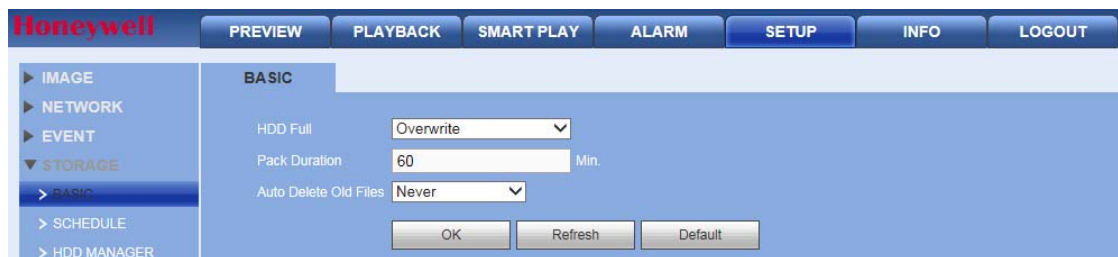 Honeywell
PREVIEW PLAYBACK SMART PLAY ALARM SETUP INFO LOGOUT
IMAGE
NETWORK
EVENT
STORAGE
> BASIC
> SCHEDULE
> HDD MANAGER
BASIC
HDD Full Overwrite
Pack Duration 60 Min.
Auto Delete Old Files Never
OK Refresh Default